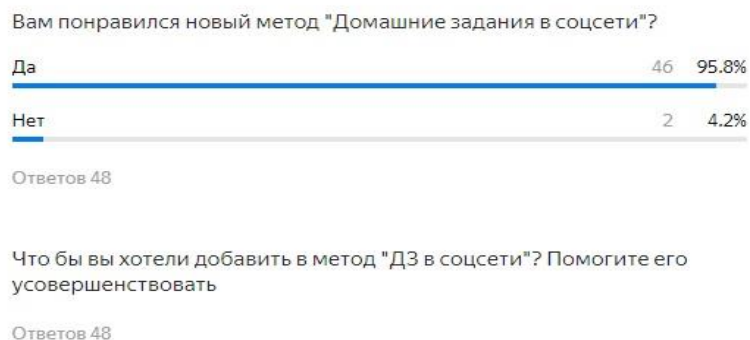 Вам понравился новый метод "Домашние задания в соцсети"?
Да 46 95.8%
Нет 2 4.2%
Ответов 48
Что бы вы хотели добавить в метод "ДЗ в соцсети"? Помогите его
усовершенствовать
Ответов 48